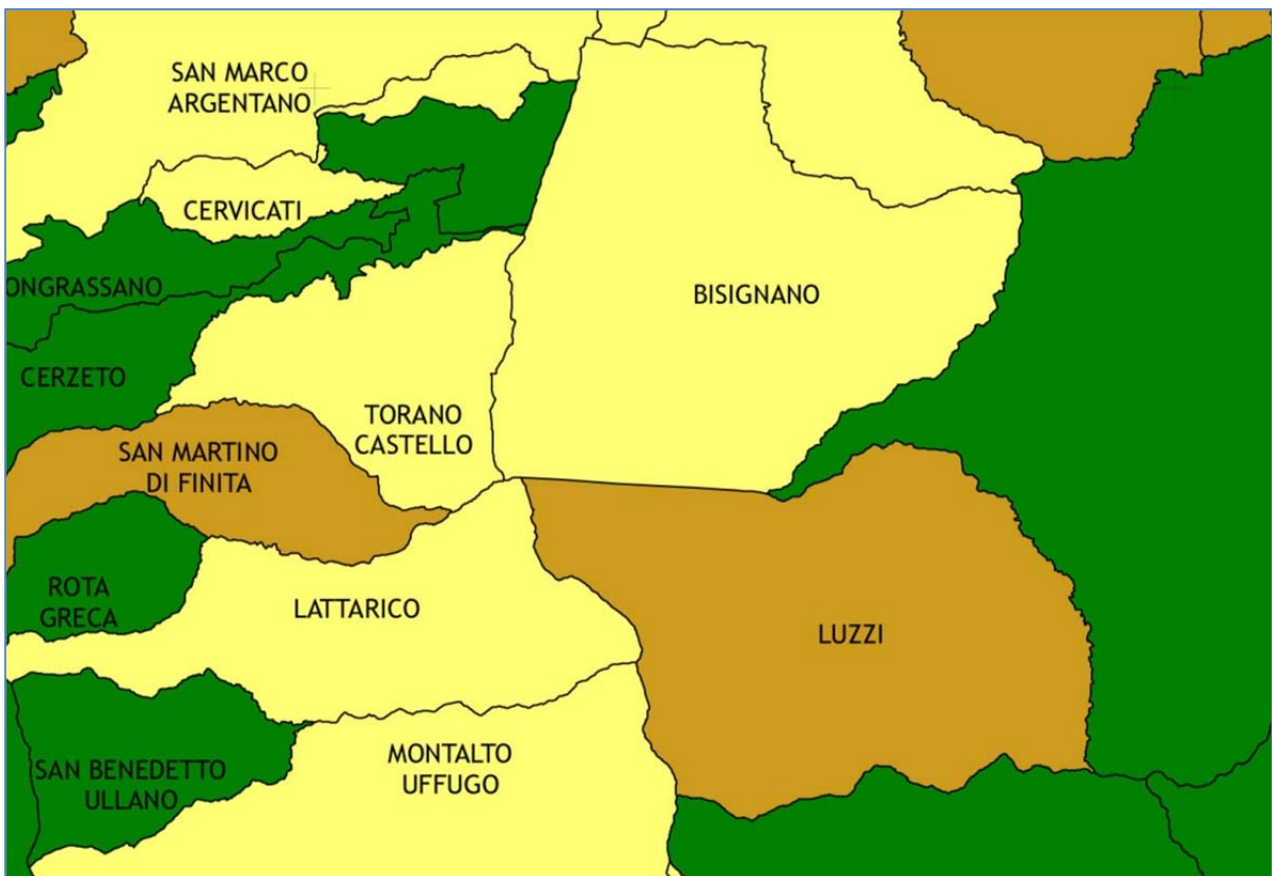 SAN MARCO
ARGENTANO
CERVICATI
ONGRASSANO
BISIGNANO
CERZETO
TORANO
CASTELLO
SAN MARTINO
DI FINITA
ROTA
GRECA
LATTARICO
LUZZI
MONTALTO
UFFUGO
SAN BENEDETTO
ULLANO